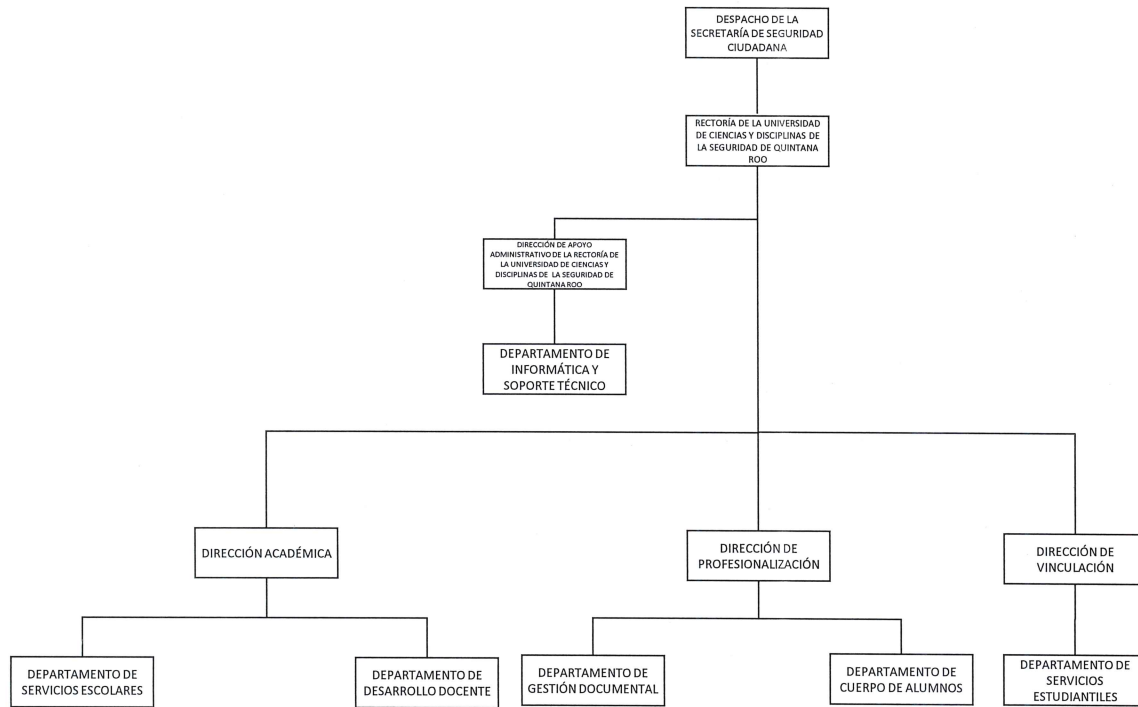 DESPACHO DE LA
SECRETARÍA DE SEGURIDAD
CIUDADANA
RECTORÍA DE LA UNIVERSIDAD
DE CIENCIAS Y DISCIPLINAS DE
LA SEGURIDAD DE QUINTANA
ROO
DIRECCIÓN DE APOYO
ADMINISTRATIVO DE LA RECTORÍA DE
LA UNIVERSIDAD DE CIENCIAS Y
DISCIPLINAS DE LA SEGURIDAD DE
QUINTANA ROO
DEPARTAMENTO DE
INFORMÁTICA Y
SOPORTE TÉCNICO
DIRECCIÓN ACADÉMICA
DIRECCIÓN DE
PROFESIONALIZACIÓN
DIRECCIÓN DE
VINCULACIÓN
DEPARTAMENTO DE
SERVICIOS ESCOLARES
DEPARTAMENTO DE
DESARROLLO DOCENTE
DEPARTAMENTO DE
GESTIÓN DOCUMENTAL
DEPARTAMENTO DE
CUERPO DE ALUMNOS
DEPARTAMENTO DE
SERVICIOS
ESTUDIANTILES